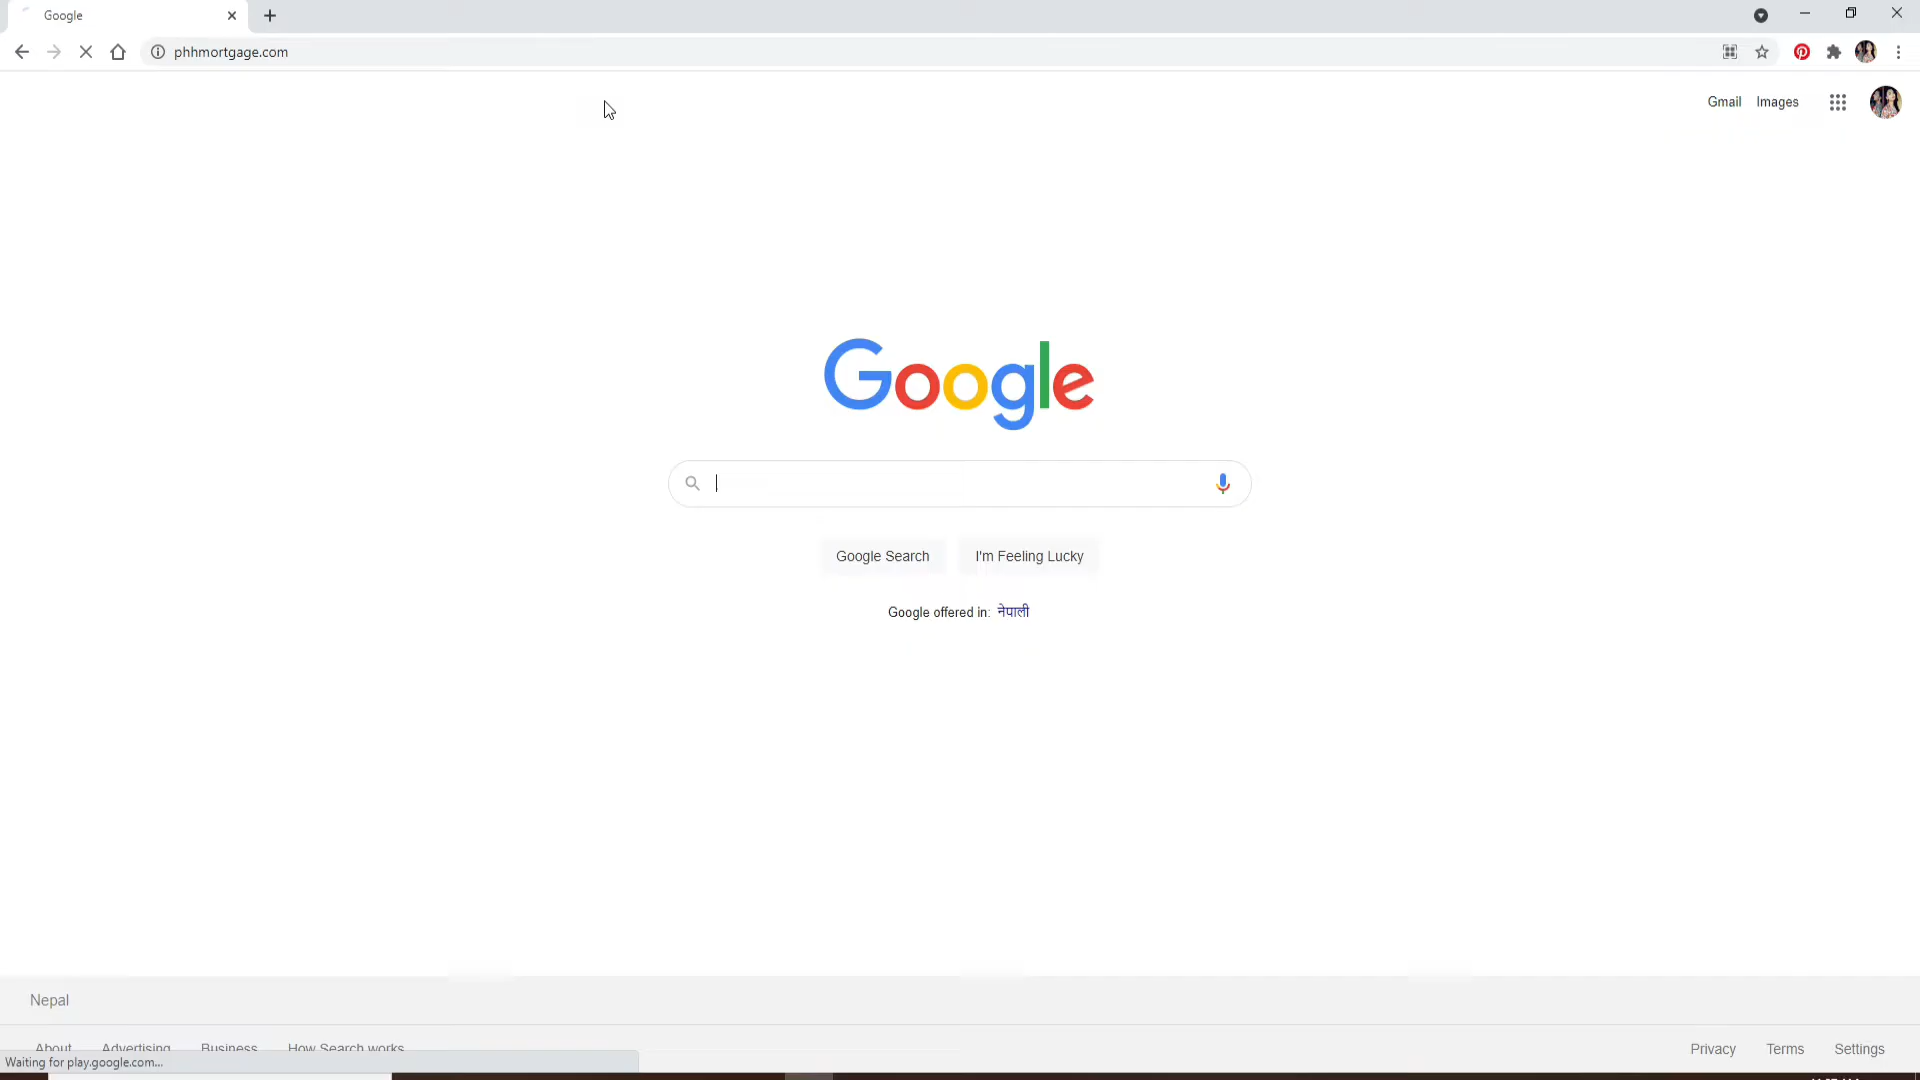 Google
phhmortgage.com
Gmail Images
Google
Google Search I'm Feeling Lucky
Google offered in: नेपाली
Nepal
About Advertising Business How Search works
Privacy Terms Settings
Waiting for play.google.com...